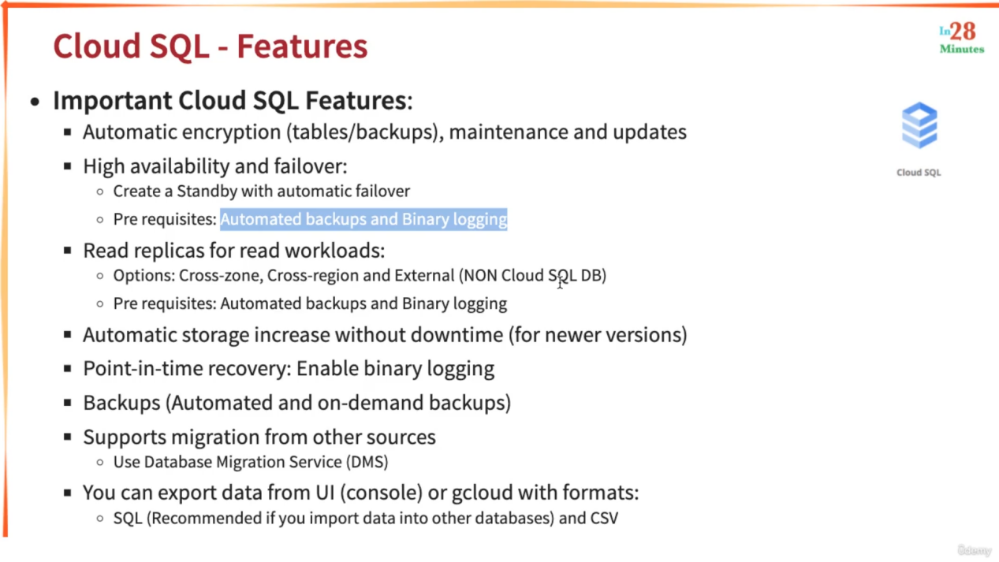 Cloud SQL - Features
In28
Minutes
• Important Cloud SQL Features:
▪ Automatic encryption (tables/backups), maintenance and updates
Cloud SQL
▪ High availability and failover:
◦ Create a Standby with automatic failover
◦ Pre requisites: Automated backups and Binary logging
▪ Read replicas for read workloads:
◦ Options: Cross-zone, Cross-region and External (NON Cloud SQL DB)
◦ Pre requisites: Automated backups and Binary logging
▪ Automatic storage increase without downtime (for newer versions)
▪ Point-in-time recovery: Enable binary logging
▪ Backups (Automated and on-demand backups)
▪ Supports migration from other sources
◦ Use Database Migration Service (DMS)
▪ You can export data from UI (console) or gcloud with formats:
◦ SQL (Recommended if you import data into other databases) and CSV
ûdemy